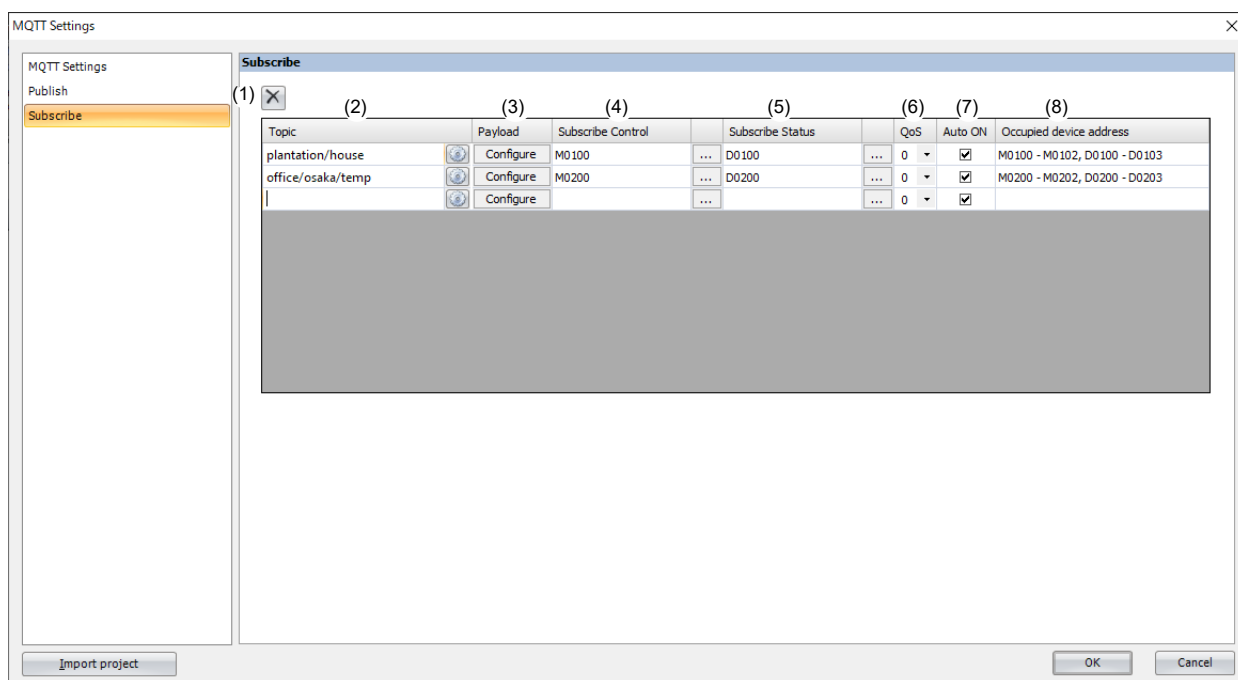 MQTT Settings
MQTT Settings
Publish
Subscribe
Subscribe
(1)
(2) (3) (4) (5) (6) (7) (8)
Topic Payload Subscribe Control Subscribe Status QoS Auto ON Occupied device address
plantation/house Configure M0100 ... D0100 ... 0 M0100 - M0102, D0100 - D0103
office/osaka/temp Configure M0200 ... D0200 ... 0 M0200 - M0202, D0200 - D0203
Configure ... ... 0
Import project OK Cancel